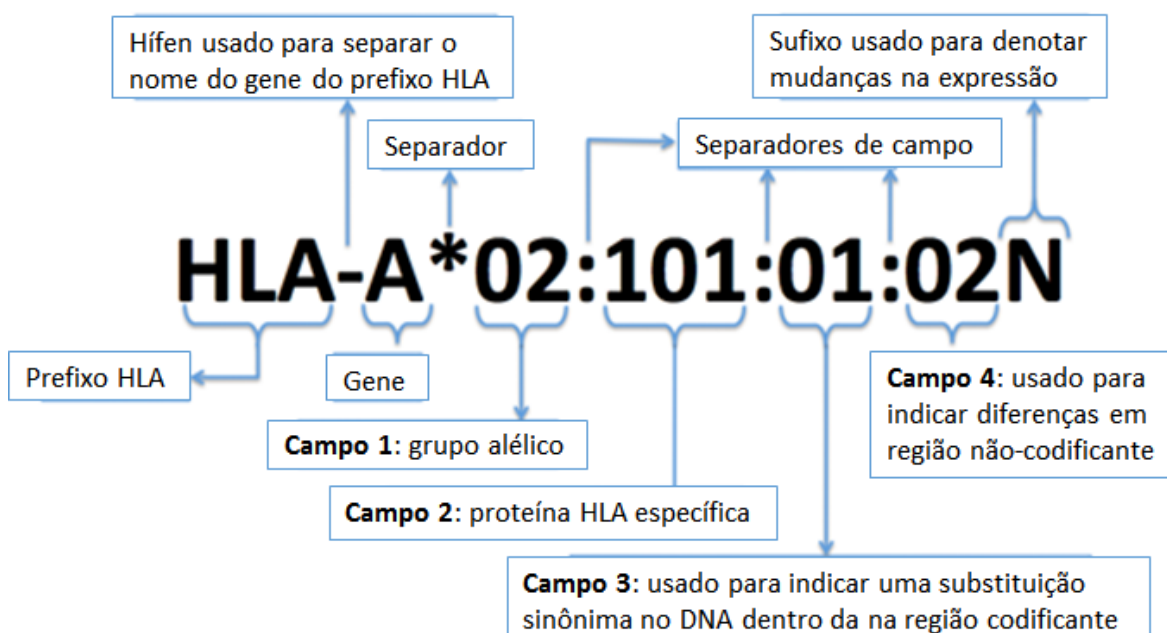 Hífen usado para separar o
nome do gene do prefixo HLA
Sufixo usado para denotar
mudanças na expressão
Separador
Separadores de campo
HLA-A*02:101:01:02N
Prefixo HLA
Gene
Campo 1: grupo alélico
Campo 2: proteína HLA específica
Campo 3: usado para indicar uma substituição
sinônima no DNA dentro da na região codificante
Campo 4: usado para
indicar diferenças em
região não-codificante